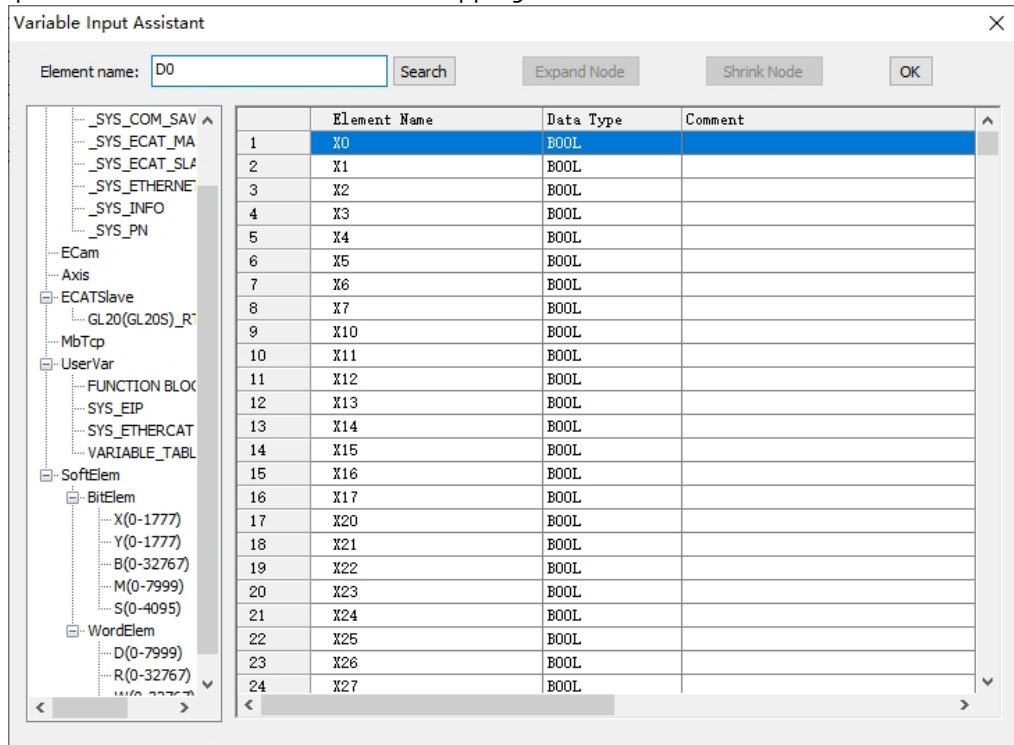 Variable Input Assistant
Element name: D0 Search Expand Node Shrink Node OK
_SYS_COM_SAV
_SYS_ECAT_MA
_SYS_ECAT_SLA
_SYS_ETHERNET
_SYS_INFO
_SYS_PN
ECam
Axis
ECATSlave
GL20(GL20S)_RT
MbTcp
UserVar
FUNCTION BLOC
SYS_EIP
SYS_ETHERCAT
VARIABLE_TABL
SoftElem
BitElem
X(0-1777)
Y(0-1777)
B(0-32767)
M(0-7999)
S(0-4095)
WordElem
D(0-7999)
R(0-32767)
Element Name Data Type Comment
1 X0 BOOL
2 X1 BOOL
3 X2 BOOL
4 X3 BOOL
5 X4 BOOL
6 X5 BOOL
7 X6 BOOL
8 X7 BOOL
9 X10 BOOL
10 X11 BOOL
11 X12 BOOL
12 X13 BOOL
13 X14 BOOL
14 X15 BOOL
15 X16 BOOL
16 X17 BOOL
17 X20 BOOL
18 X21 BOOL
19 X22 BOOL
20 X23 BOOL
21 X24 BOOL
22 X25 BOOL
23 X26 BOOL
24 X27 BOOL